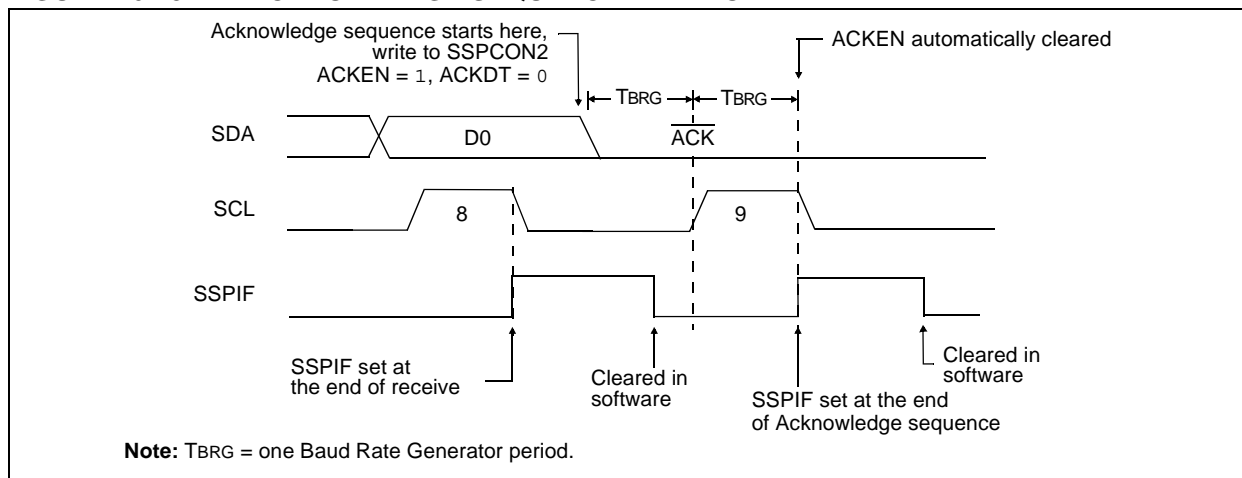 Acknowledge sequence starts here,
write to SSPCON2
ACKEN = 1, ACKDT = 0
ACKEN automatically cleared
TBRG
TBRG
SDA
D0
ACK
SCL
8
9
SSPIF
SSPIF set at
the end of receive
Cleared in
software
SSPIF set at the end
of Acknowledge sequence
Cleared in
software
Note: TBRG = one Baud Rate Generator period.